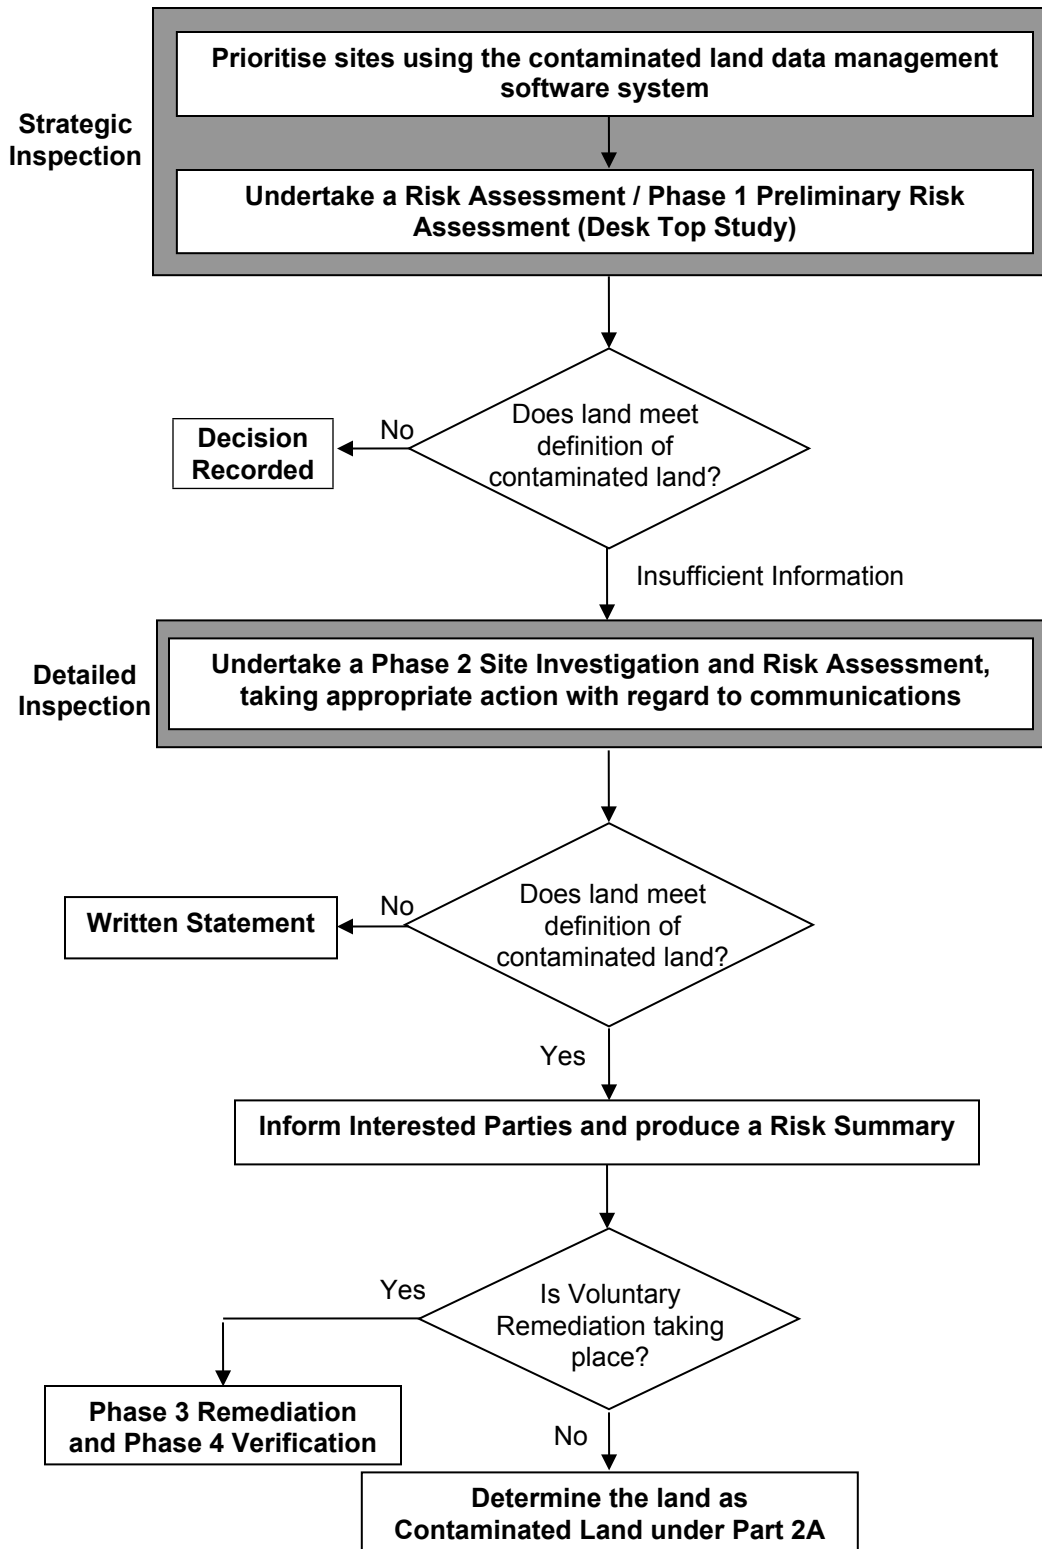 Prioritise sites using the contaminated land data management
software system
Strategic
Inspection
Undertake a Risk Assessment / Phase 1 Preliminary Risk
Assessment (Desk Top Study)
Does land meet
definition of
contaminated land?
No
Decision
Recorded
Insufficient Information
Detailed
Inspection
Undertake a Phase 2 Site Investigation and Risk Assessment,
taking appropriate action with regard to communications
Does land meet
definition of
contaminated land?
No
Written Statement
Yes
Inform Interested Parties and produce a Risk Summary
Is Voluntary
Remediation taking
place?
Yes
Phase 3 Remediation
and Phase 4 Verification
No
Determine the land as
Contaminated Land under Part 2A